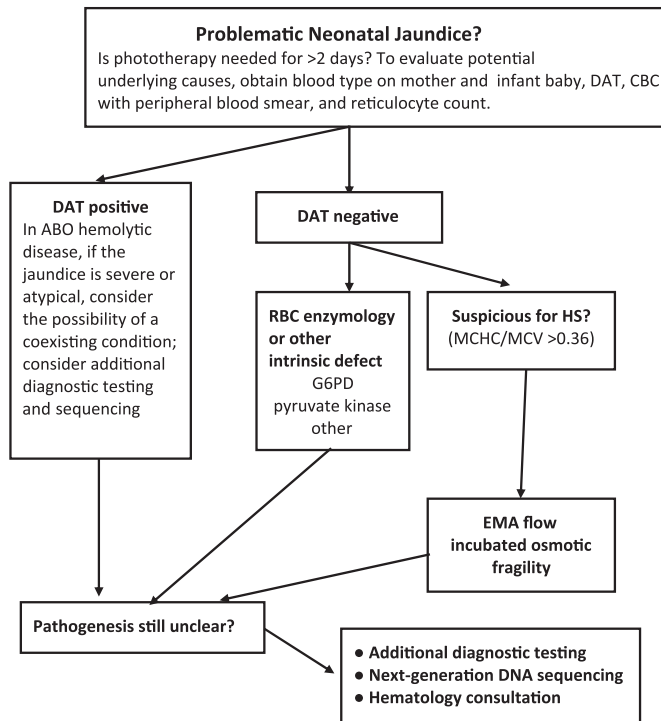 Problematic Neonatal Jaundice?
Is phototherapy needed for >2 days? To evaluate potential
underlying causes, obtain blood type on mother and infant baby, DAT, CBC
with peripheral blood smear, and reticulocyte count.
DAT positive
In ABO hemolytic
disease, if the
jaundice is severe or
atypical, consider
the possibility of a
coexisting condition;
consider additional
diagnostic testing
and sequencing
DAT negative
RBC enzymology
or other
intrinsic defect
G6PD
pyruvate kinase
other
Suspicious for HS?
(MCHC/MCV >0.36)
EMA flow
incubated osmotic
fragility
Pathogenesis still unclear?
● Additional diagnostic testing
● Next-generation DNA sequencing
● Hematology consultation